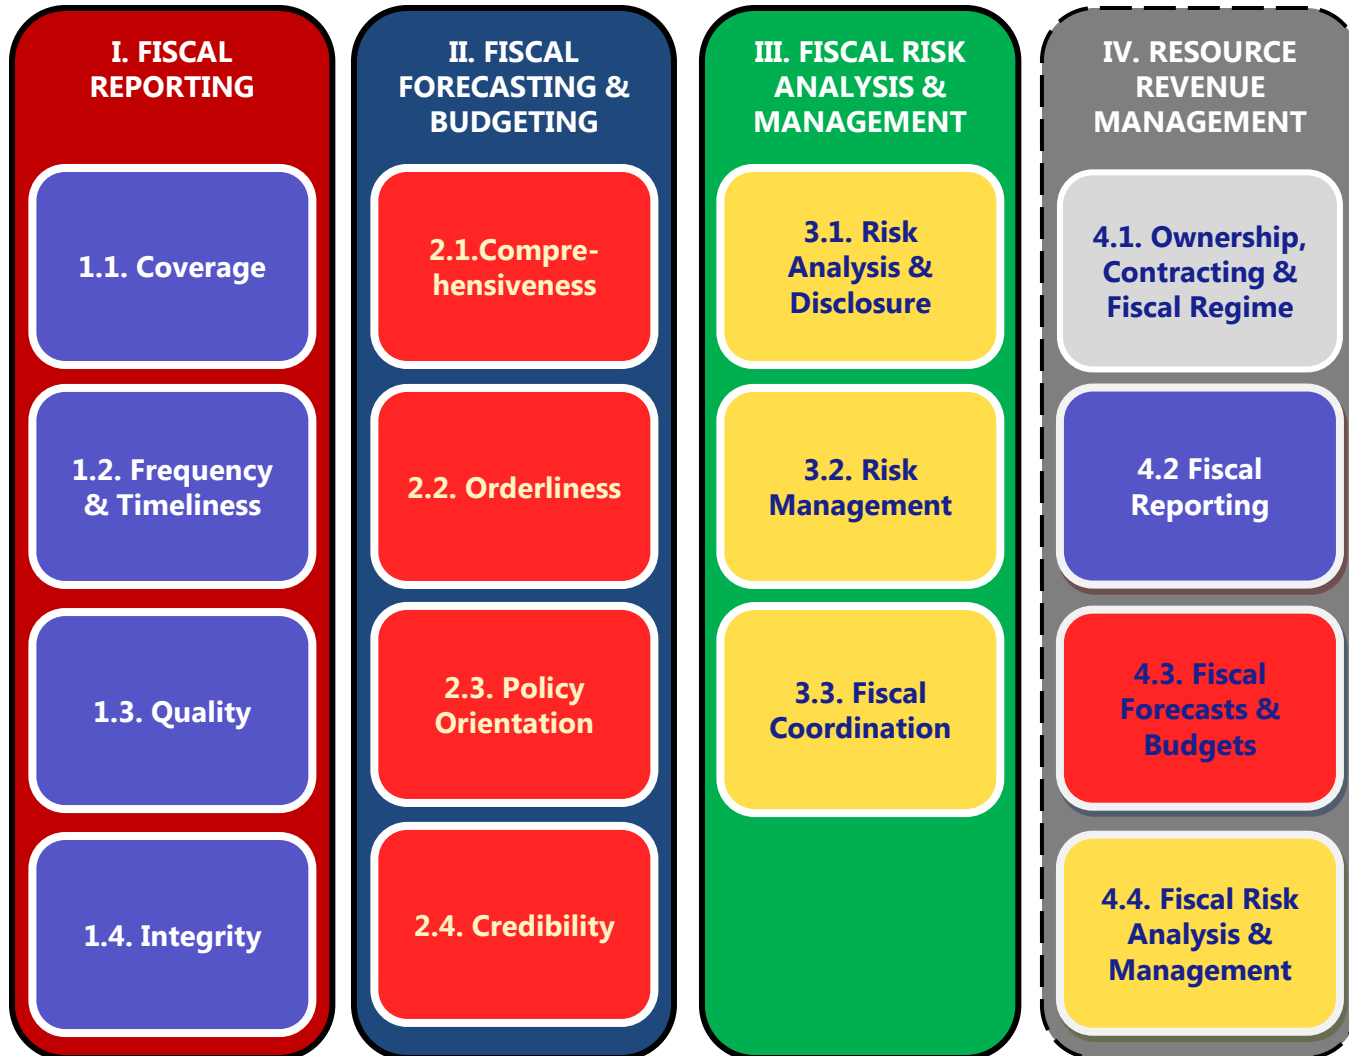 I. FISCAL
REPORTING
1.1. Coverage
1.2. Frequency
& Timeliness
1.3. Quality
1.4. Integrity
II. FISCAL
FORECASTING &
BUDGETING
2.1.Compre-
hensiveness
2.2. Orderliness
2.3. Policy
Orientation
2.4. Credibility
III. FISCAL RISK
ANALYSIS &
MANAGEMENT
3.1. Risk
Analysis &
Disclosure
3.2. Risk
Management
3.3. Fiscal
Coordination
IV. RESOURCE
REVENUE
MANAGEMENT
4.1. Ownership,
Contracting &
Fiscal Regime
4.2 Fiscal
Reporting
4.3. Fiscal
Forecasts &
Budgets
4.4. Fiscal Risk
Analysis &
Management